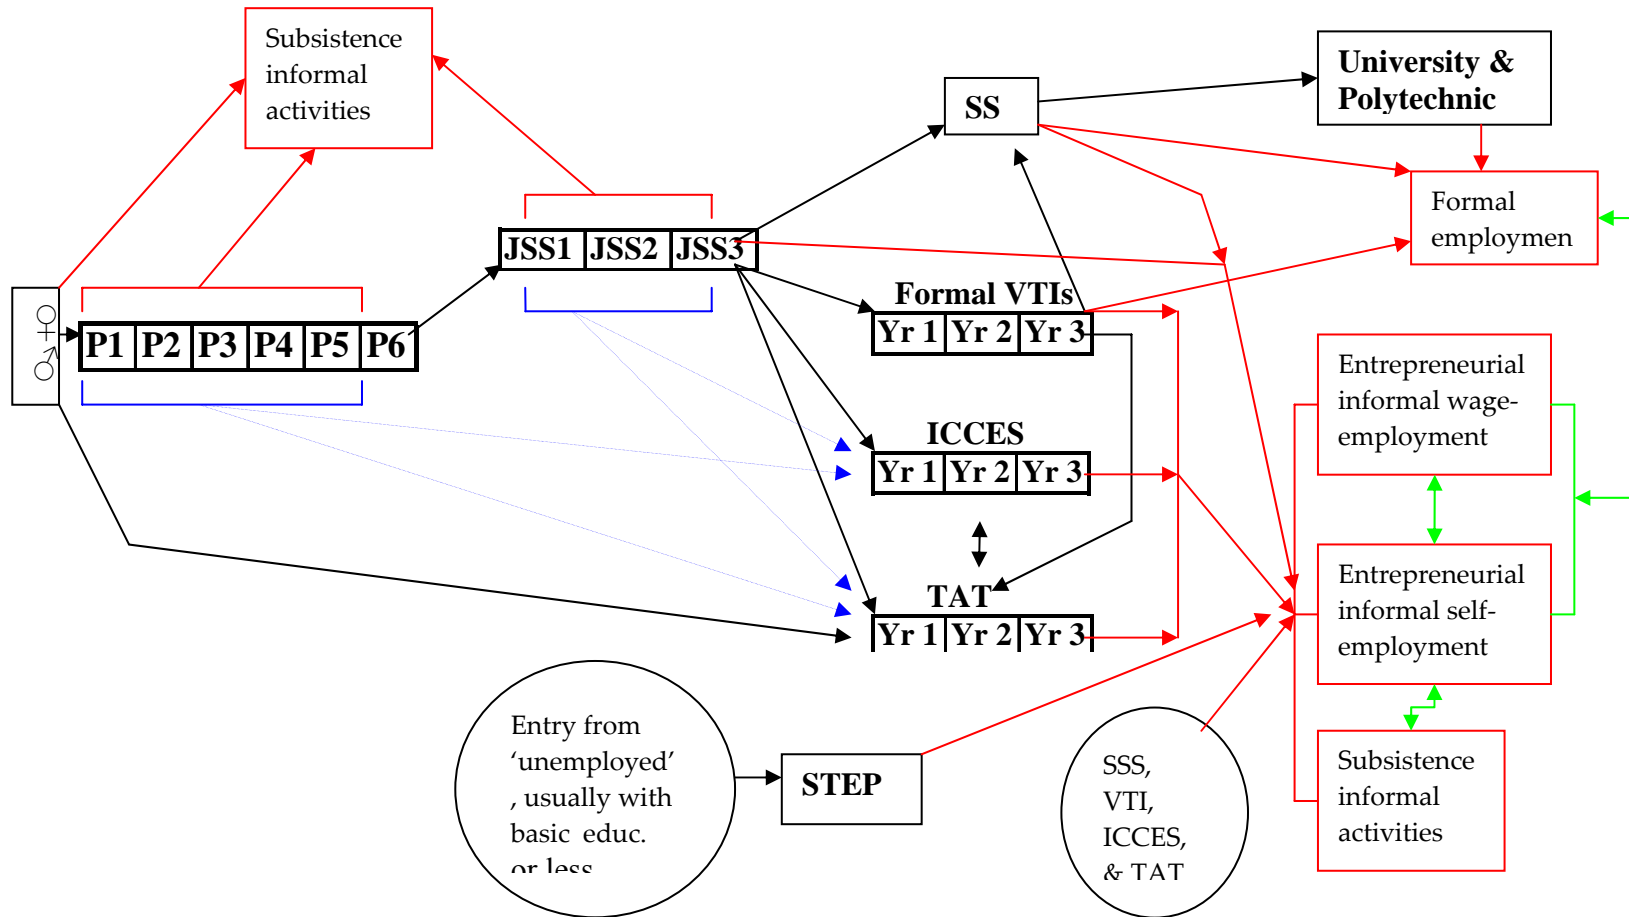 Subsistence
informal
activities
SS
University &
Polytechnic
Formal
employmen
JSS1 JSS2 JSS3
♀
♂
P1 P2 P3 P4 P5 P6
Formal VTIs
Yr 1 Yr 2 Yr 3
ICCES
Yr 1 Yr 2 Yr 3
TAT
Yr 1 Yr 2 Yr 3
Entrepreneurial
informal wage-
employment
Entrepreneurial
informal self-
employment
Subsistence
informal
activities
Entry from
‘unemployed’
, usually with
basic educ.
or less
STEP
SSS,
VTI,
ICCES,
& TAT